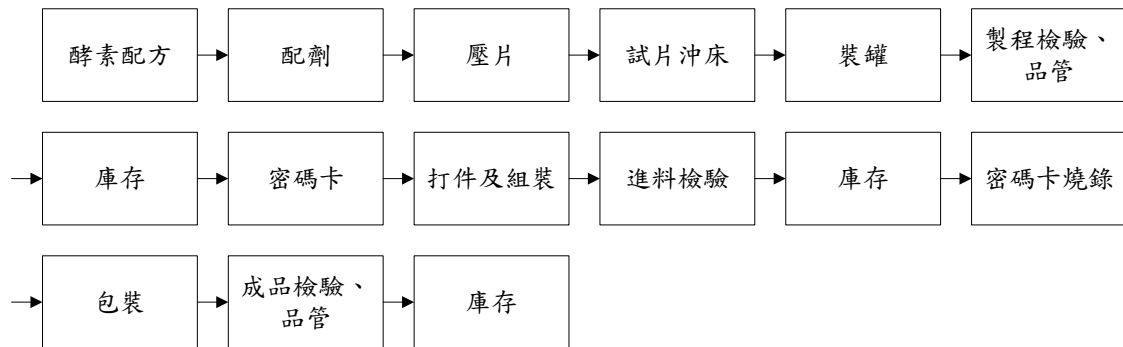 酵素配方
配劑
壓片
試片沖床
裝罐
製程檢驗、
品管
庫存
密碼卡
打件及組裝
進料檢驗
庫存
密碼卡燒錄
包裝
成品檢驗、
品管
庫存